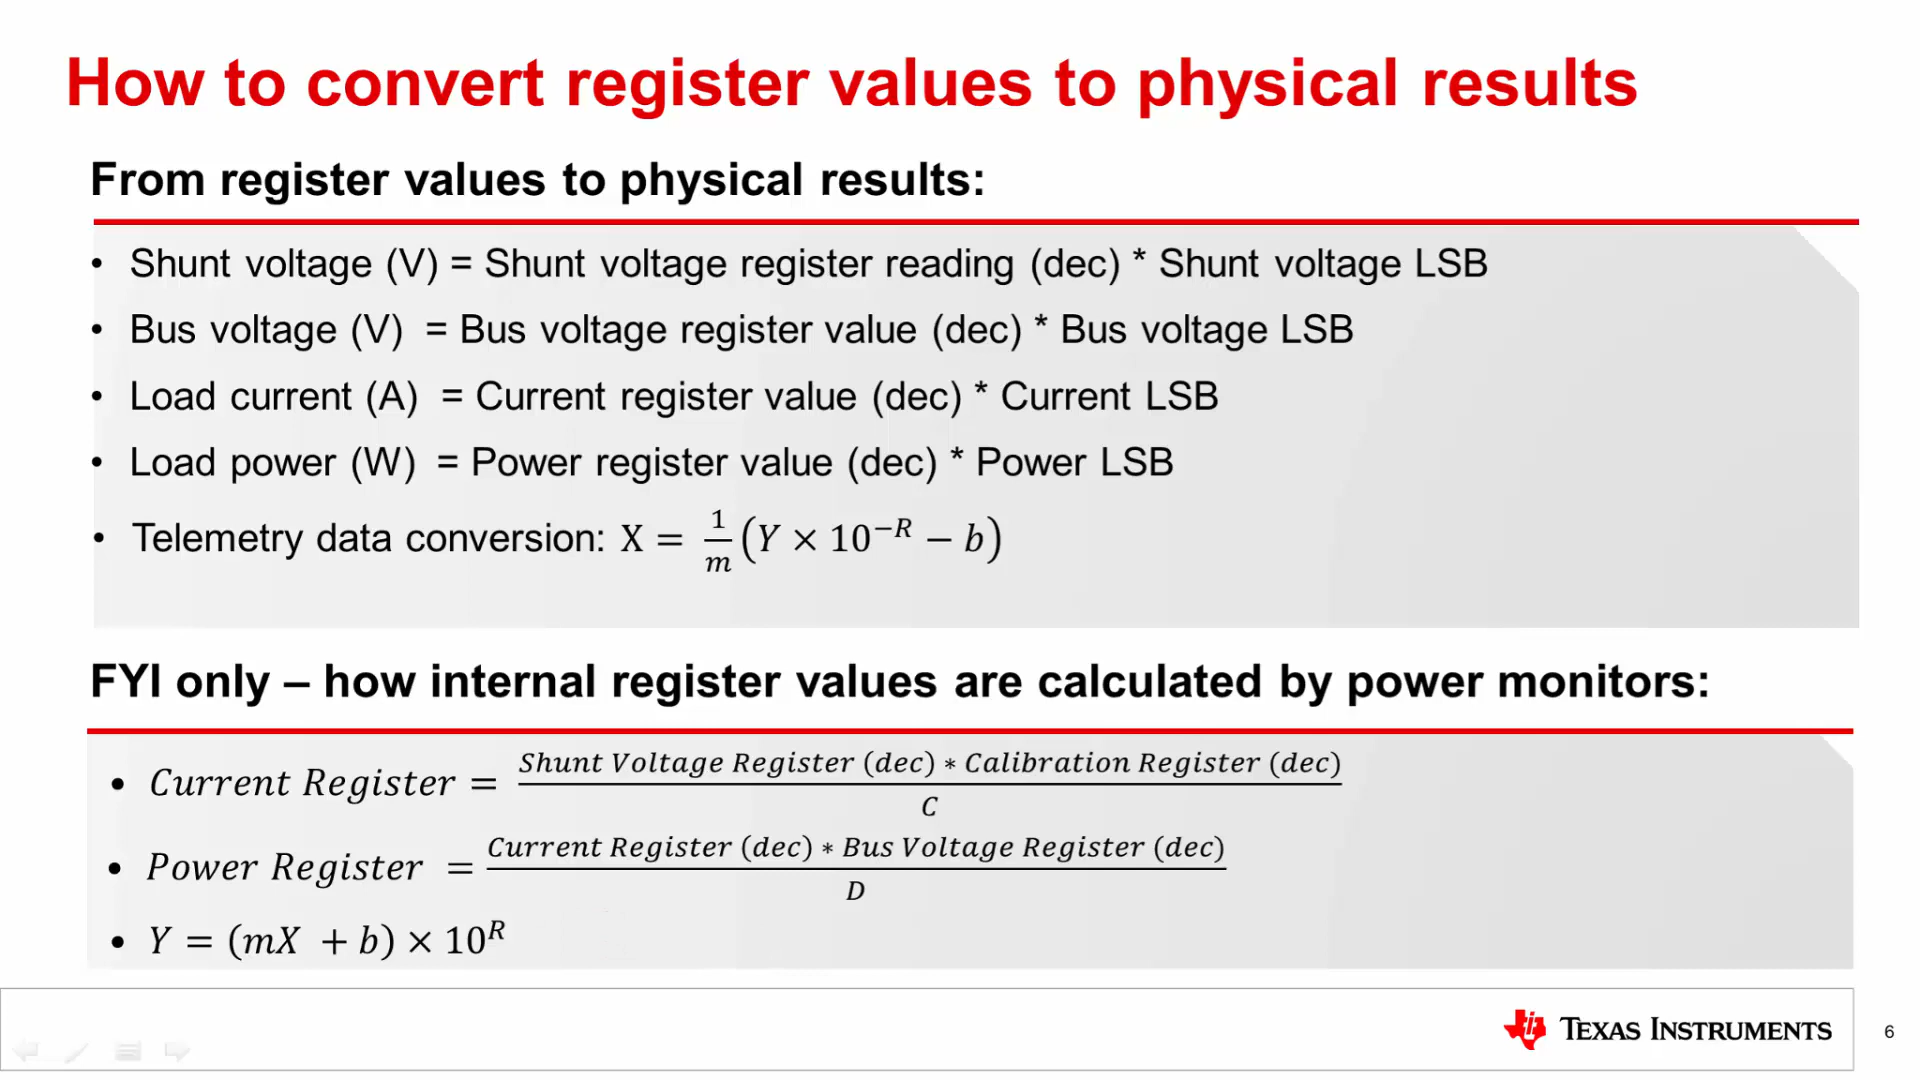 How to convert register values to physical results
From register values to physical results:
• Shunt voltage (V) = Shunt voltage register reading (dec) * Shunt voltage LSB
• Bus voltage (V) = Bus voltage register value (dec) * Bus voltage LSB
• Load current (A) = Current register value (dec) * Current LSB
• Load power (W) = Power register value (dec) * Power LSB
• Telemetry data conversion: X = 1/m (Y × 10^−R − b)
FYI only – how internal register values are calculated by power monitors:
• Current Register = Shunt Voltage Register (dec) * Calibration Register (dec) / C
• Power Register = Current Register (dec) * Bus Voltage Register (dec) / D
• Y = (mX + b) × 10^R
TEXAS INSTRUMENTS
6